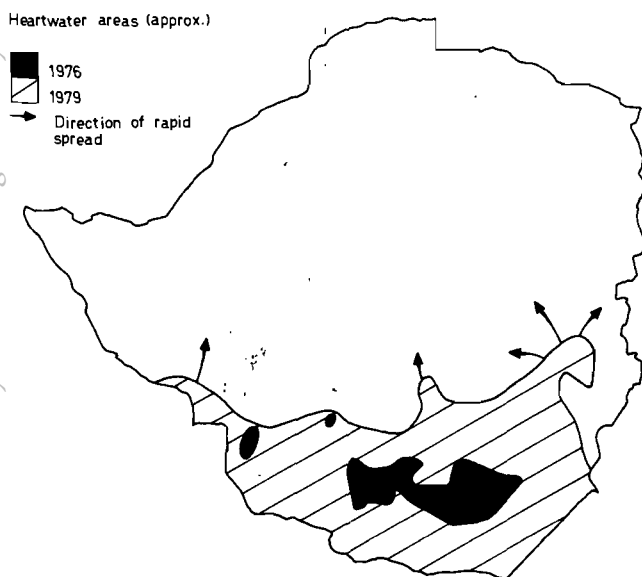 Heartwater areas (approx.)
1976
1979
Direction of rapid
spread